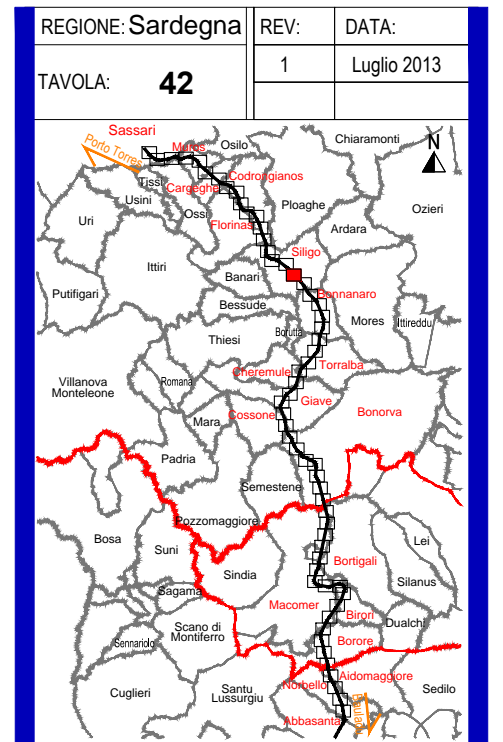 REGIONE: Sardegna
REV:
DATA:
TAVOLA: 42
1
Luglio 2013
Sassari
Porto Torres
Muros
Osilo
Chiaramonti
N
Tissi
Cargeghe
Codrongianos
Usini
Ossi
Ploaghe
Ozieri
Uri
Florinas
Ardara
Siligo
Ittiri
Banari
Putifigari
Bonnanaro
Bessude
Mores
Ittireddu
Thiesi
Borutta
Torralba
Cheremule
Villanova
Monteleone
Romana
Giave
Cossone
Bonorva
Mara
Padria
Semestene
Pozzomaggiore
Bosa
Suni
Lei
Bortigali
Sindia
Silanus
Sagama
Macomer
Birori
Dualchi
Scano di
Montiferro
Sennariolo
Borore
Aidomaggiore
Norbello
Sedilo
Cuglieri
Santu
Lussurgiu
Abbasanta